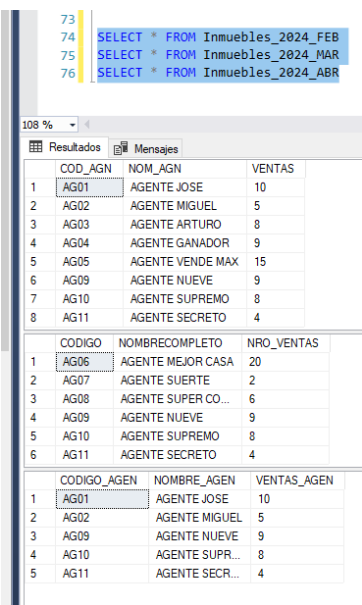 73
74 SELECT * FROM Inmuebles_2024_FEB
75 SELECT * FROM Inmuebles_2024_MAR
76 SELECT * FROM Inmuebles_2024_ABR
108 %
Resultados Mensajes
COD_AGN NOM_AGN VENTAS
1 AG01 AGENTE JOSE 10
2 AG02 AGENTE MIGUEL 5
3 AG03 AGENTE ARTURO 8
4 AG04 AGENTE GANADOR 9
5 AG05 AGENTE VENDE MAX 15
6 AG09 AGENTE NUEVE 9
7 AG10 AGENTE SUPREMO 8
8 AG11 AGENTE SECRETO 4
CODIGO NOMBRECOMPLETO NRO_VENTAS
1 AG06 AGENTE MEJOR CASA 20
2 AG07 AGENTE SUERTE 2
3 AG08 AGENTE SUPER CO... 6
4 AG09 AGENTE NUEVE 9
5 AG10 AGENTE SUPREMO 8
6 AG11 AGENTE SECRETO 4
CODIGO_AGEN NOMBRE_AGEN VENTAS_AGEN
1 AG01 AGENTE JOSE 10
2 AG02 AGENTE MIGUEL 5
3 AG09 AGENTE NUEVE 9
4 AG10 AGENTE SUPR... 8
5 AG11 AGENTE SECR... 4